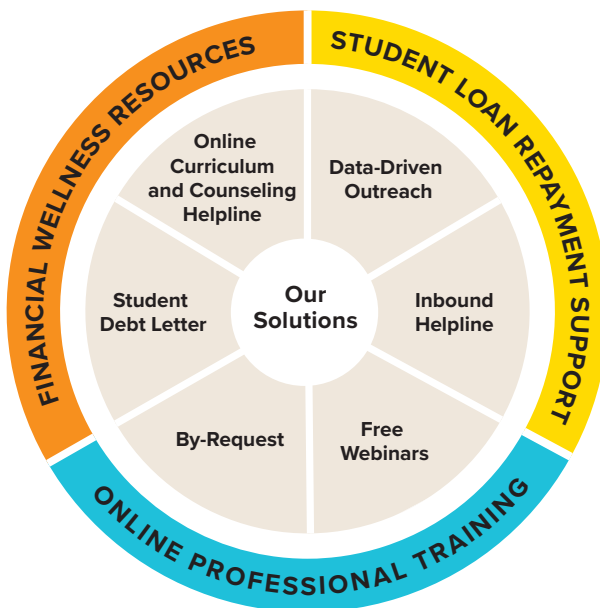 FINANCIAL WELLNESS RESOURCES
STUDENT LOAN REPAYMENT SUPPORT
Online
Curriculum
and Counseling
Helpline
Data-Driven
Outreach
Student
Debt Letter
Our
Solutions
Inbound
Helpline
By-Request
Free
Webinars
ONLINE PROFESSIONAL TRAINING